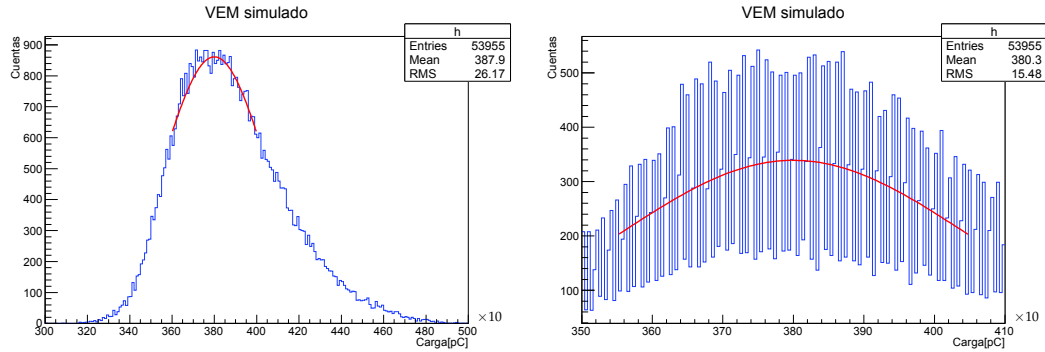 VEM simulado
h
Entries 53955
Mean 387.9
RMS 26.17
Cuentas
900
800
700
600
500
400
300
200
100
0
300 320 340 360 380 400 420 440 460 480 500
×10
Carga[pC]
VEM simulado
h
Entries 53955
Mean 380.3
RMS 15.48
Cuentas
500
400
300
200
100
350 360 370 380 390 400 410
×10
Carga[pC]